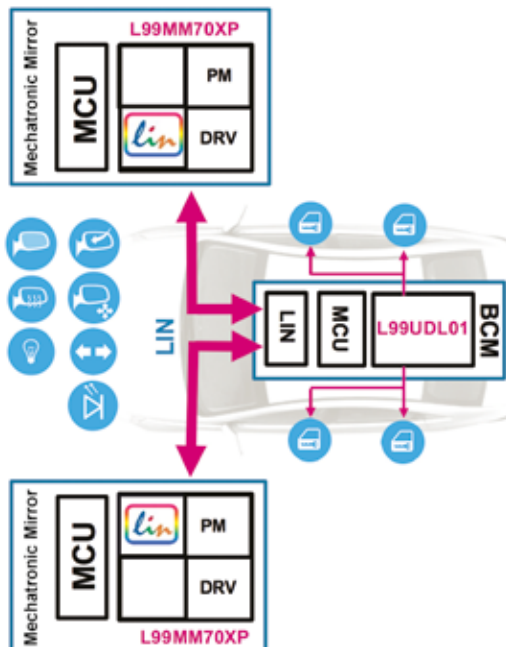 L99MM70XP
Mechatronic Mirror
MCU
PM
lin
DRV
LIN
LIN
MCU
L99UDL01
BCM
Mechatronic Mirror
MCU
lin
PM
DRV
L99MM70XP